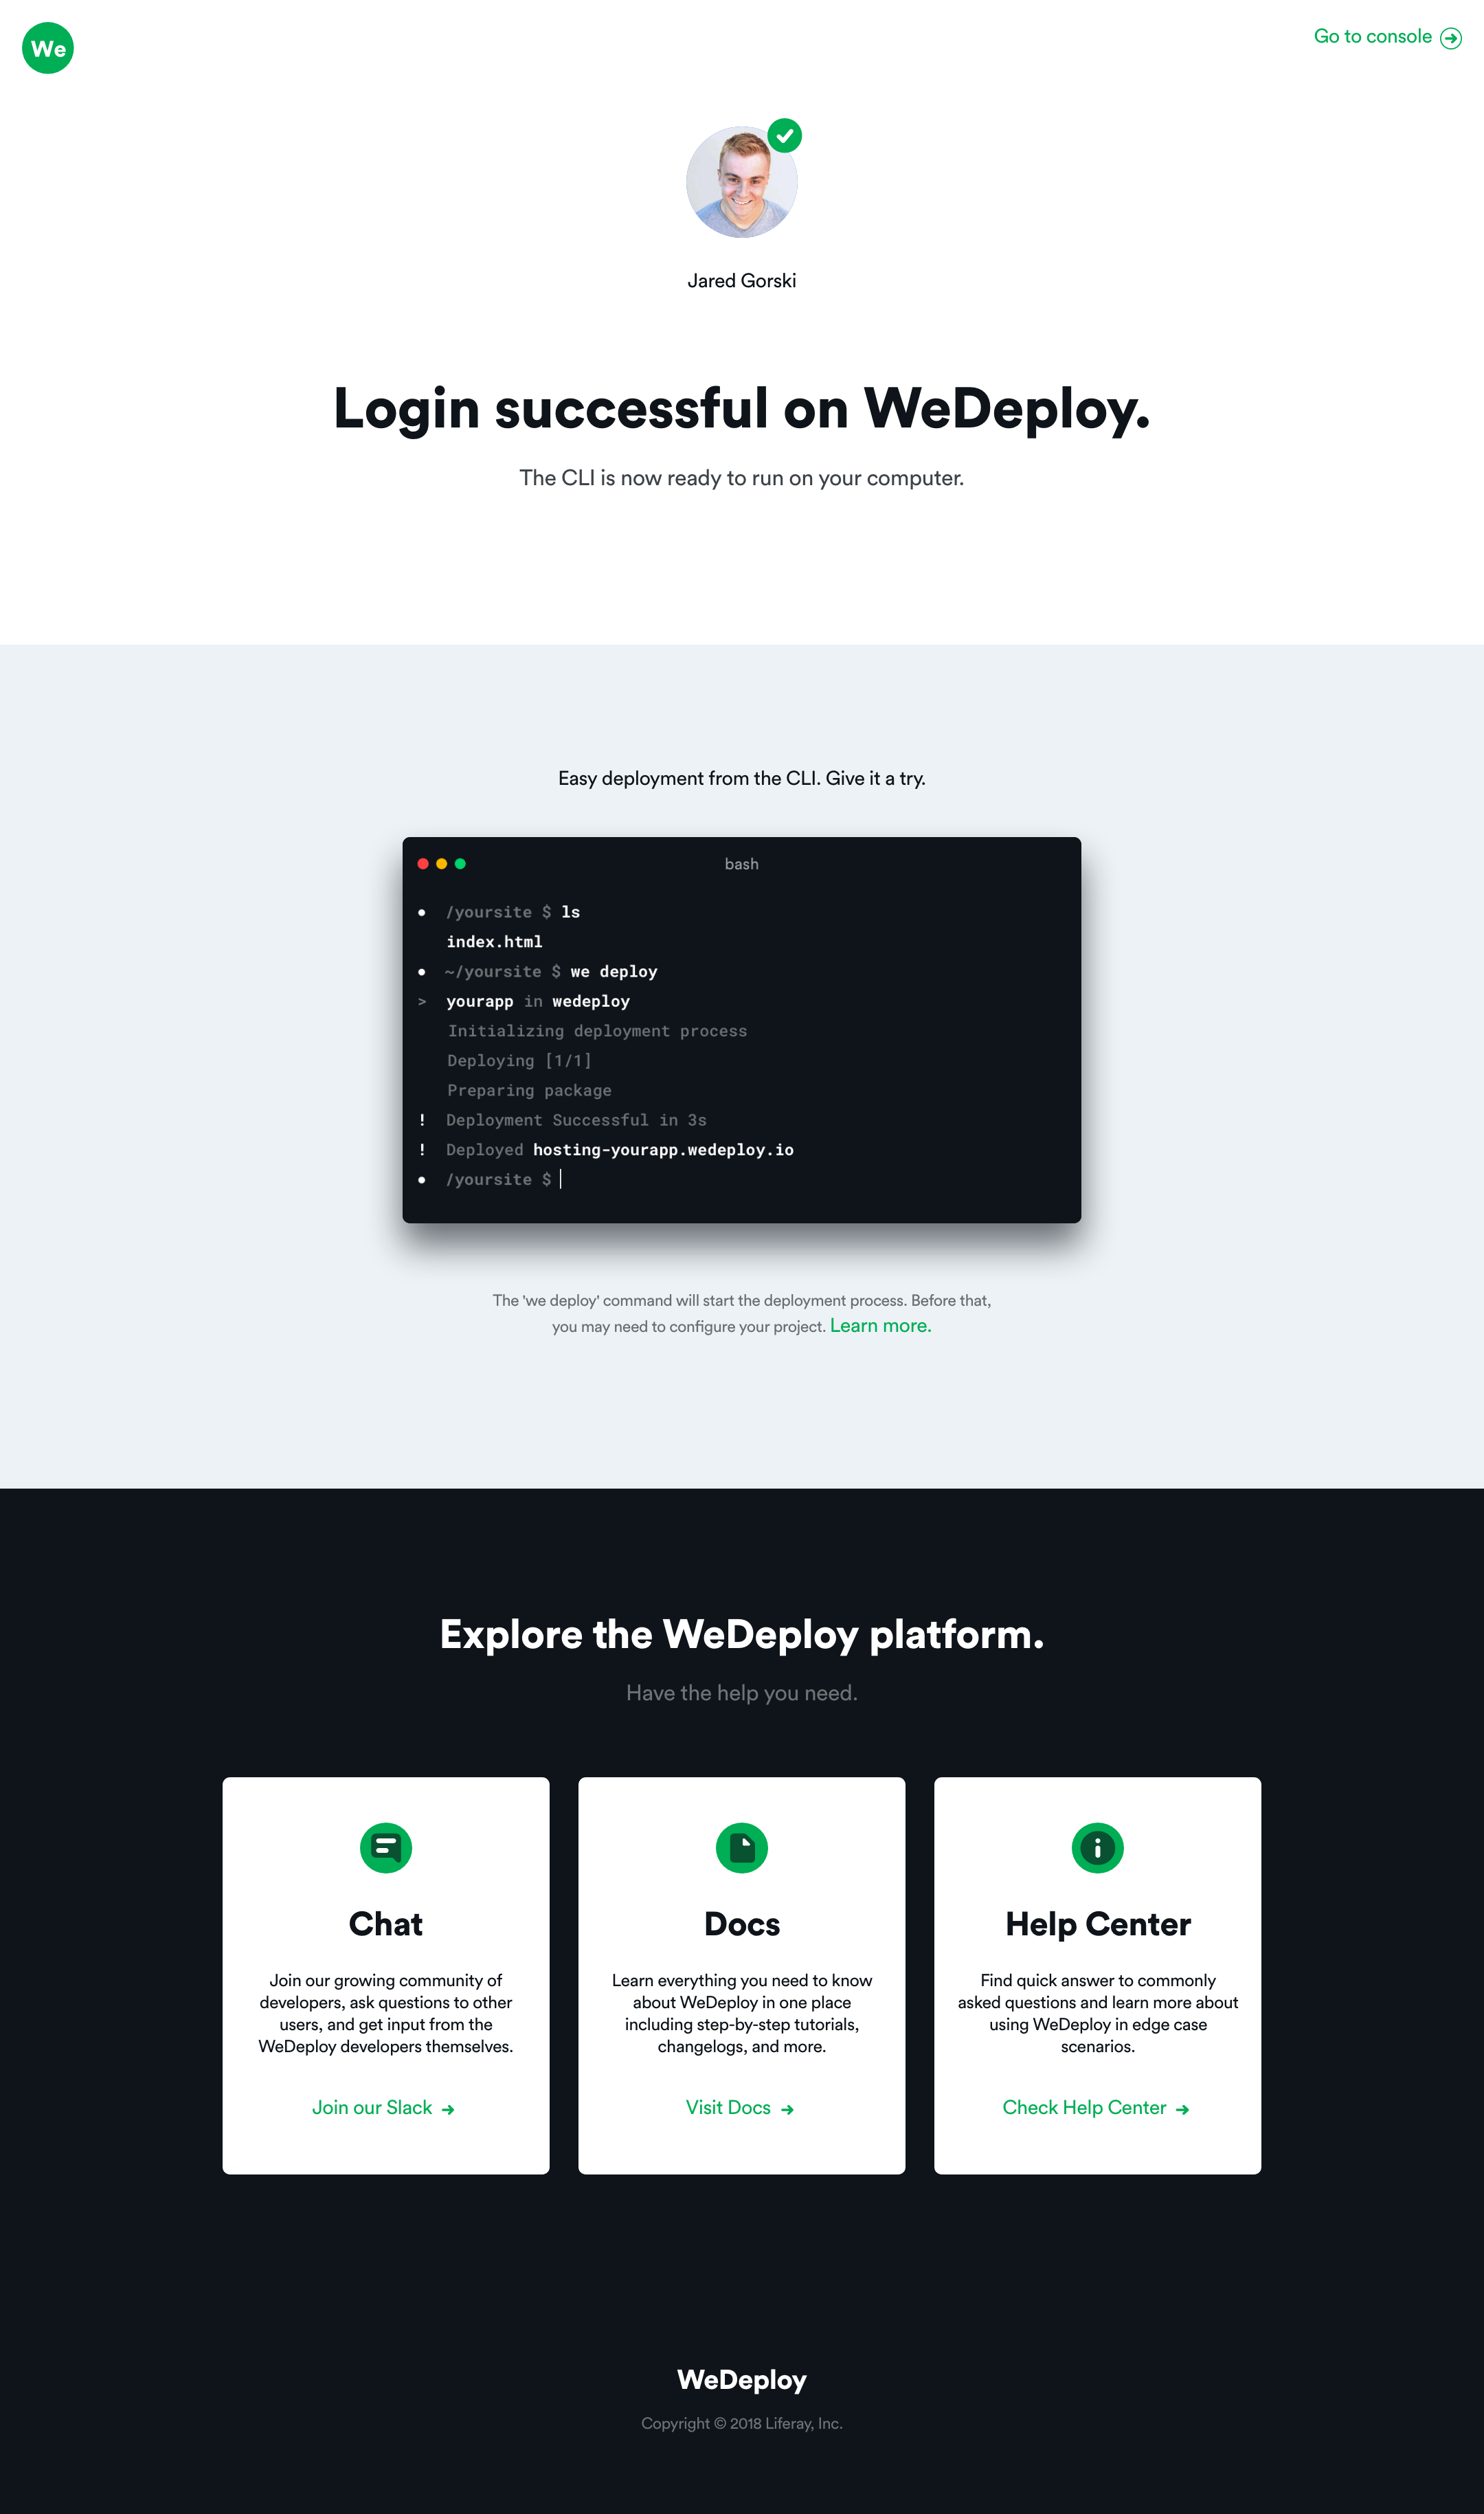 We
Go to console
Jared Gorski
Login successful on WeDeploy.
The CLI is now ready to run on your computer.
Easy deployment from the CLI. Give it a try.
bash
● /yoursite $ ls
index.html
● ~/yoursite $ we deploy
> yourapp in wedeploy
Initializing deployment process
Deploying [1/1]
Preparing package
! Deployment Successful in 3s
! Deployed hosting-yourapp.wedeploy.io
● /yoursite $
The 'we deploy' command will start the deployment process. Before that,
you may need to configure your project. Learn more.
Explore the WeDeploy platform.
Have the help you need.
Chat
Join our growing community of
developers, ask questions to other
users, and get input from the
WeDeploy developers themselves.
Join our Slack →
Docs
Learn everything you need to know
about WeDeploy in one place
including step-by-step tutorials,
changelogs, and more.
Visit Docs →
Help Center
Find quick answer to commonly
asked questions and learn more about
using WeDeploy in edge case
scenarios.
Check Help Center →
WeDeploy
Copyright © 2018 Liferay, Inc.